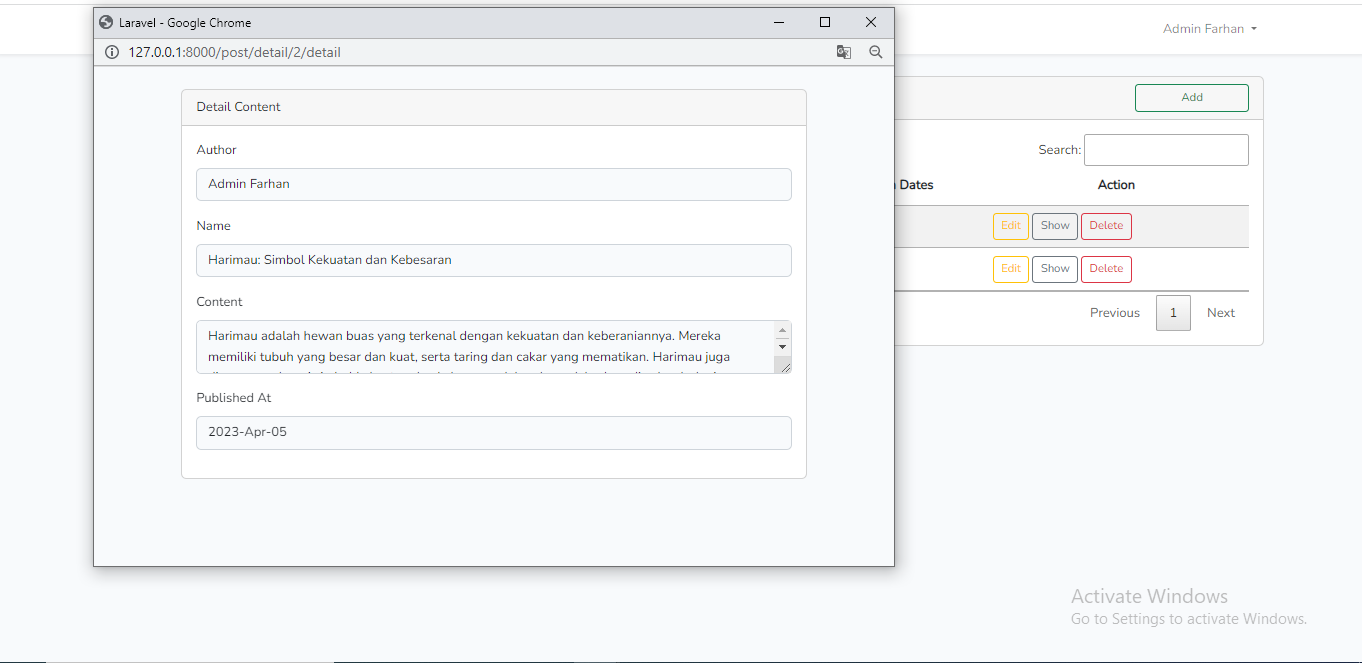 Laravel - Google Chrome
127.0.0.1:8000/post/detail/2/detail
Admin Farhan
Detail Content
Author
Admin Farhan
Name
Harimau: Simbol Kekuatan dan Kebesaran
Content
Harimau adalah hewan buas yang terkenal dengan kekuatan dan keberaniannya. Mereka
memiliki tubuh yang besar dan kuat, serta taring dan cakar yang mematikan. Harimau juga
Published At
2023-Apr-05
Add
Search:
Dates Action
Edit Show Delete
Edit Show Delete
Previous 1 Next
Activate Windows
Go to Settings to activate Windows.